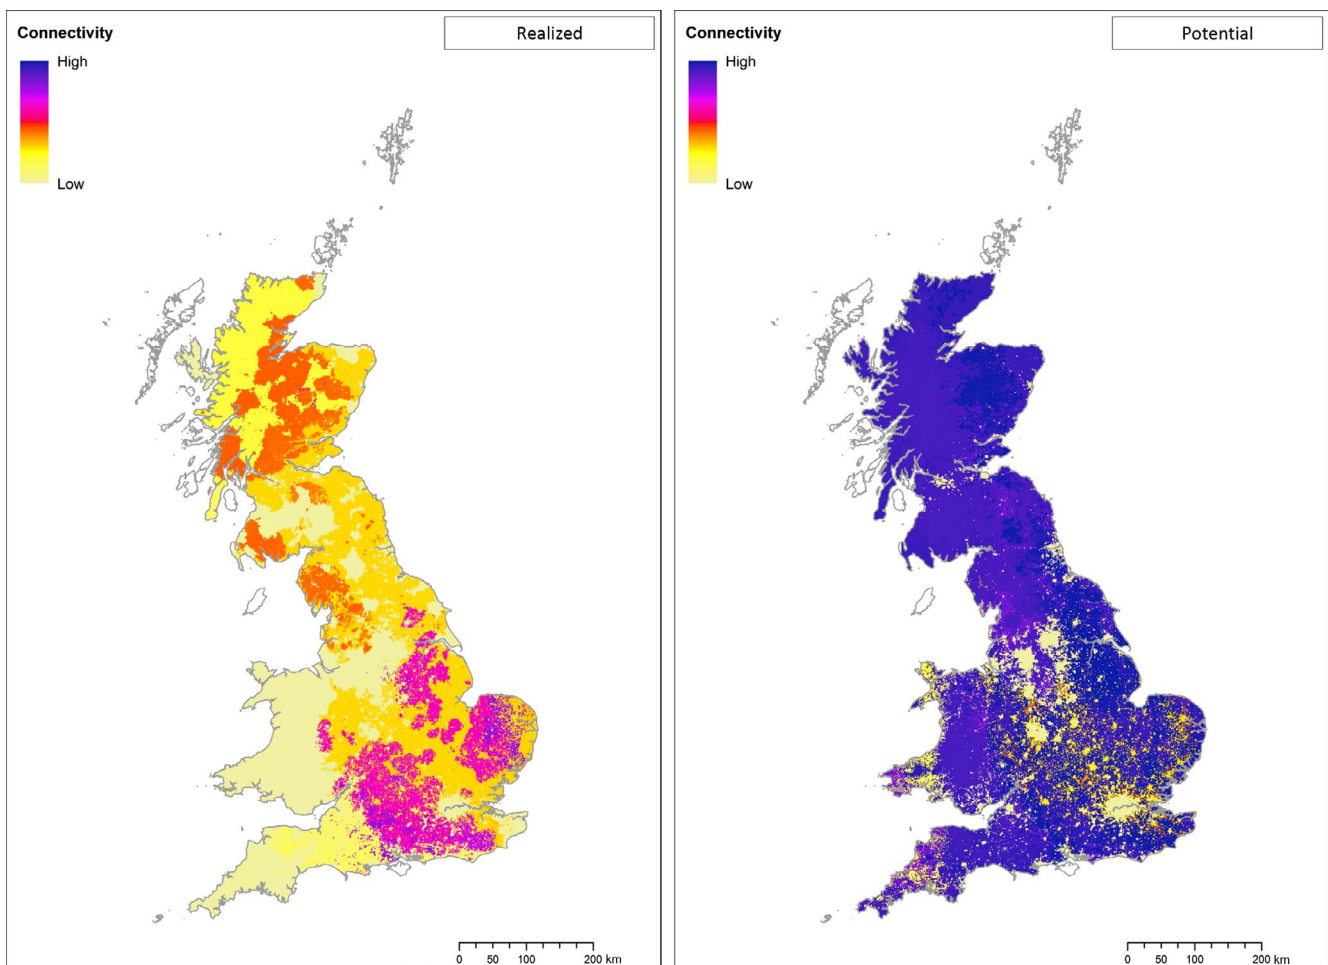 Connectivity
Realized
High
Low
0 50 100 200 km
Connectivity
Potential
High
Low
0 50 100 200 km